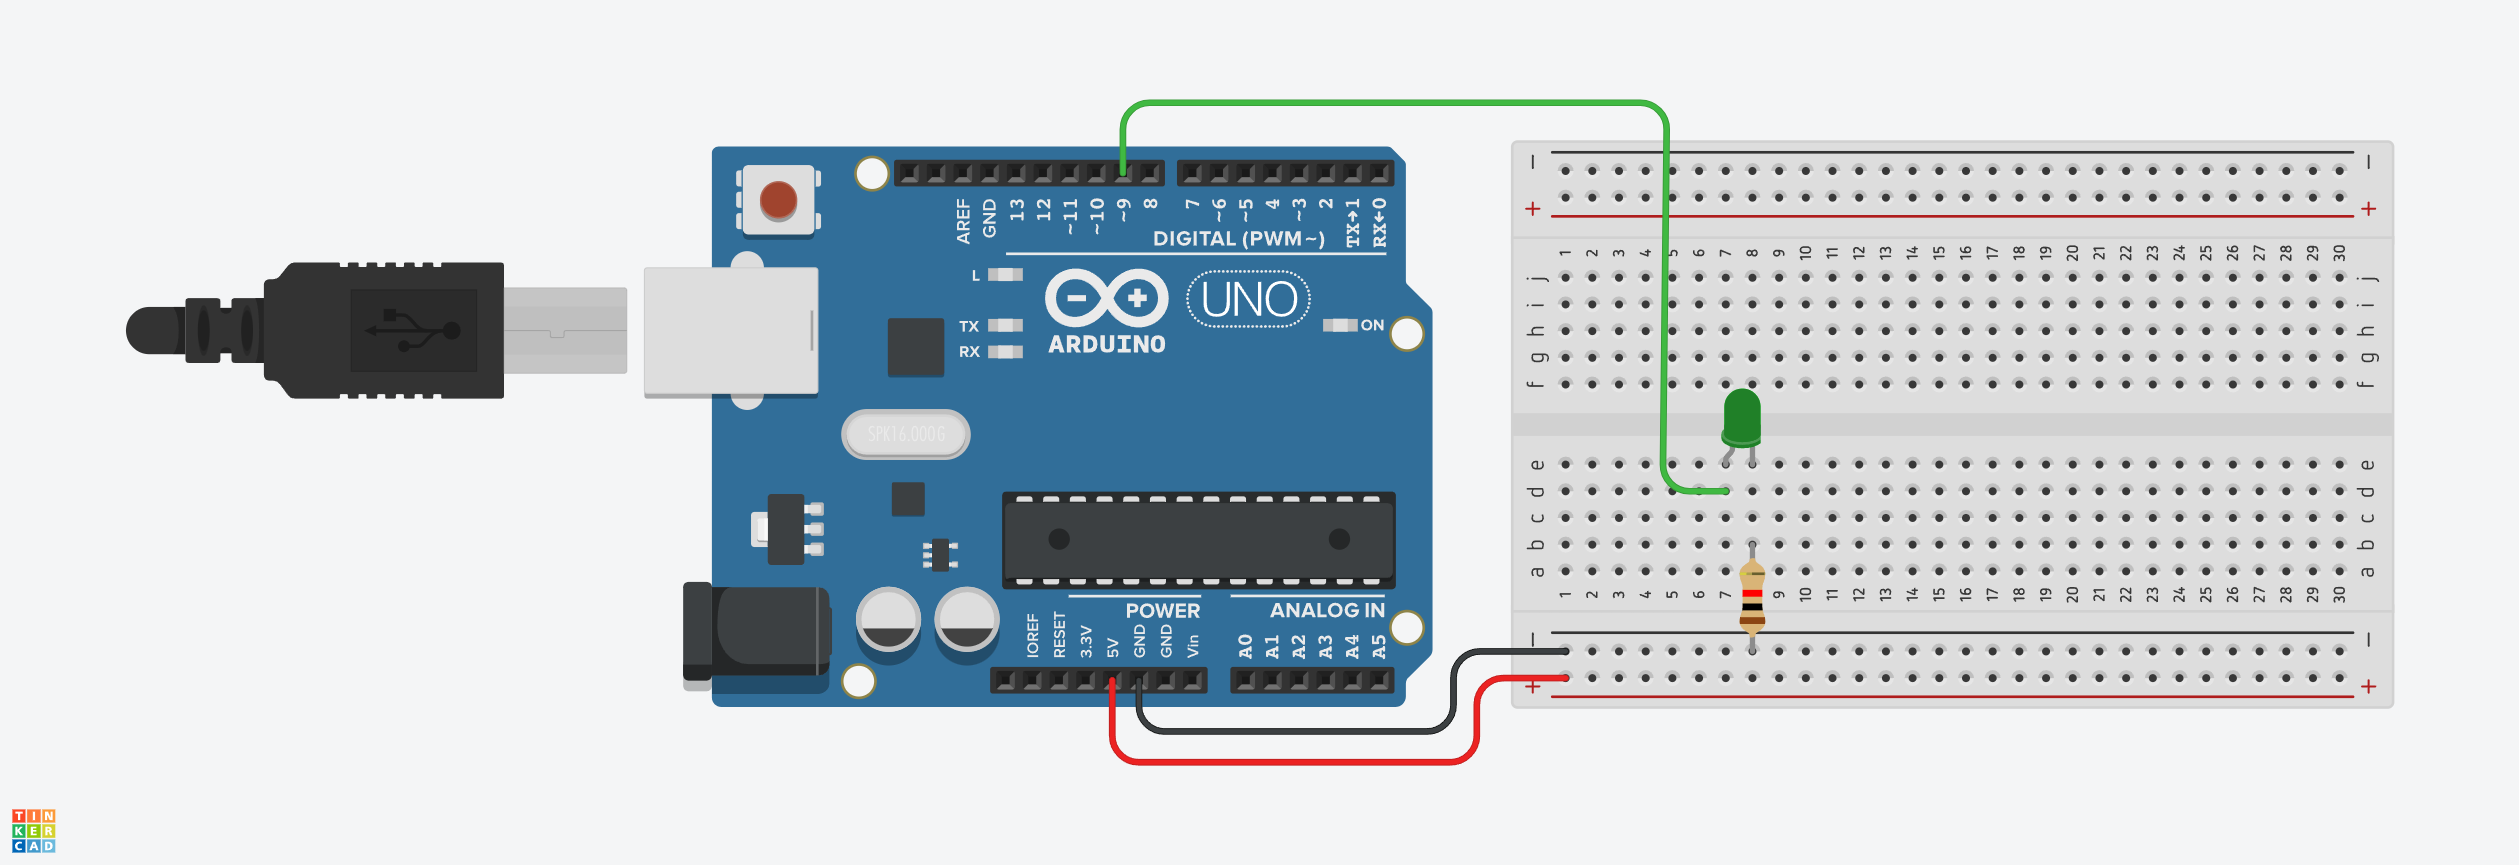 AREF
GND
13
12
~11
~10
~9
8
7
~6
~5
4
~3
2
TX→1
RX←0
DIGITAL (PWM ~)
L
TX
RX
ARDUINO
UNO
ON
SPK16.000G
POWER
ANALOG IN
IOREF
RESET
3.3V
5V
GND
GND
Vin
A0
A1
A2
A3
A4
A5
− −
+ +
1 2 3 4 5 6 7 8 9 10 11 12 13 14 15 16 17 18 19 20 21 22 23 24 25 26 27 28 29 30
j j
i i
h h
g g
f f
e e
d d
c c
b b
a a
1 2 3 4 5 6 7 9 10 11 12 13 14 15 16 17 18 19 20 21 22 23 24 25 26 27 28 29 30
− −
+ +
TIN
KER
CAD